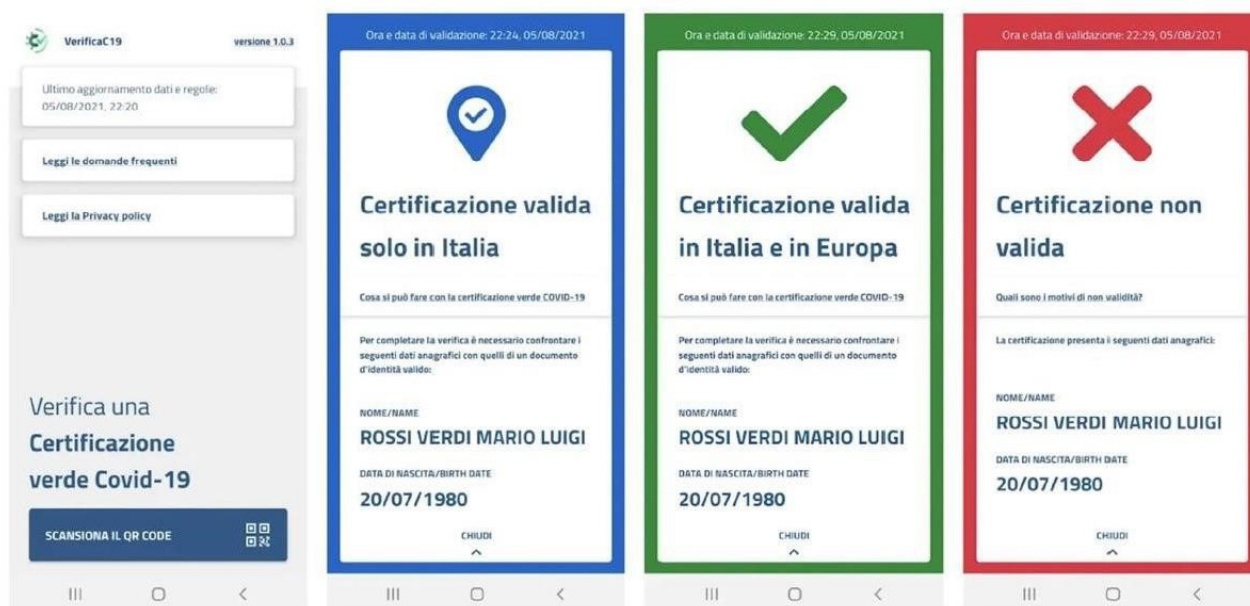 VerificaC19
versione 1.0.3
Ultimo aggiornamento dati e regole:
05/08/2021, 22:20
Leggi le domande frequenti
Leggi la Privacy policy
Verifica una
Certificazione
verde Covid-19
SCANSIONA IL QR CODE
Ora e data di validazione: 22:24, 05/08/2021
Certificazione valida
solo in Italia
Cosa si può fare con la certificazione verde COVID-19
Per completare la verifica è necessario confrontare i
seguenti dati anagrafici con quelli di un documento
d'identità valido:
NOME/NAME
ROSSI VERDI MARIO LUIGI
DATA DI NASCITA/BIRTH DATE
20/07/1980
CHIUDI
Ora e data di validazione: 22:29, 05/08/2021
Certificazione valida
in Italia e in Europa
Cosa si può fare con la certificazione verde COVID-19
Per completare la verifica è necessario confrontare i
seguenti dati anagrafici con quelli di un documento
d'identità valido:
NOME/NAME
ROSSI VERDI MARIO LUIGI
DATA DI NASCITA/BIRTH DATE
20/07/1980
CHIUDI
Ora e data di validazione: 22:29, 05/08/2021
Certificazione non
valida
Quali sono i motivi di non validità?
La certificazione presenta i seguenti dati anagrafici:
NOME/NAME
ROSSI VERDI MARIO LUIGI
DATA DI NASCITA/BIRTH DATE
20/07/1980
CHIUDI